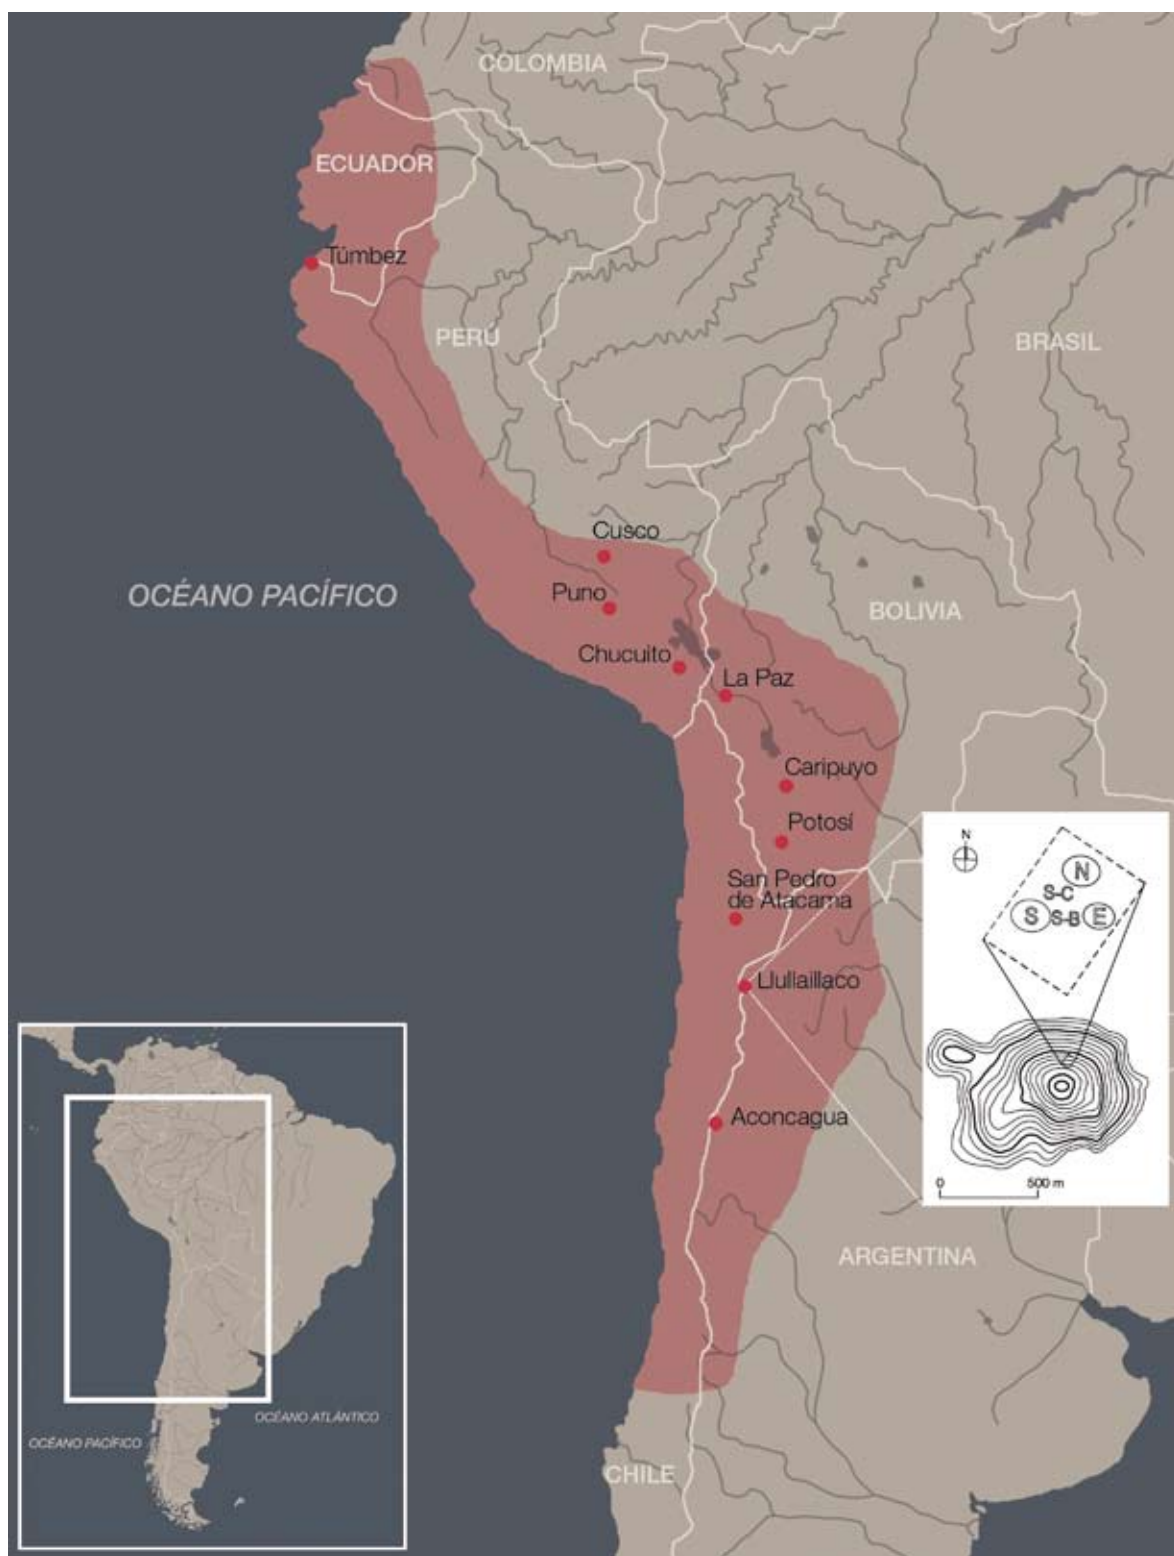 COLOMBIA
ECUADOR
Túmbez
PERÚ
BRASIL
Cusco
OCÉANO PACÍFICO
Puno
BOLIVIA
Chucuito
La Paz
Caripuyo
Potosí
San Pedro
de Atacama
Llullaillaco
Aconcagua
ARGENTINA
CHILE
N
N
S-C
S
S-B
E
0
500 m
OCÉANO ATLÁNTICO
OCÉANO PACÍFICO